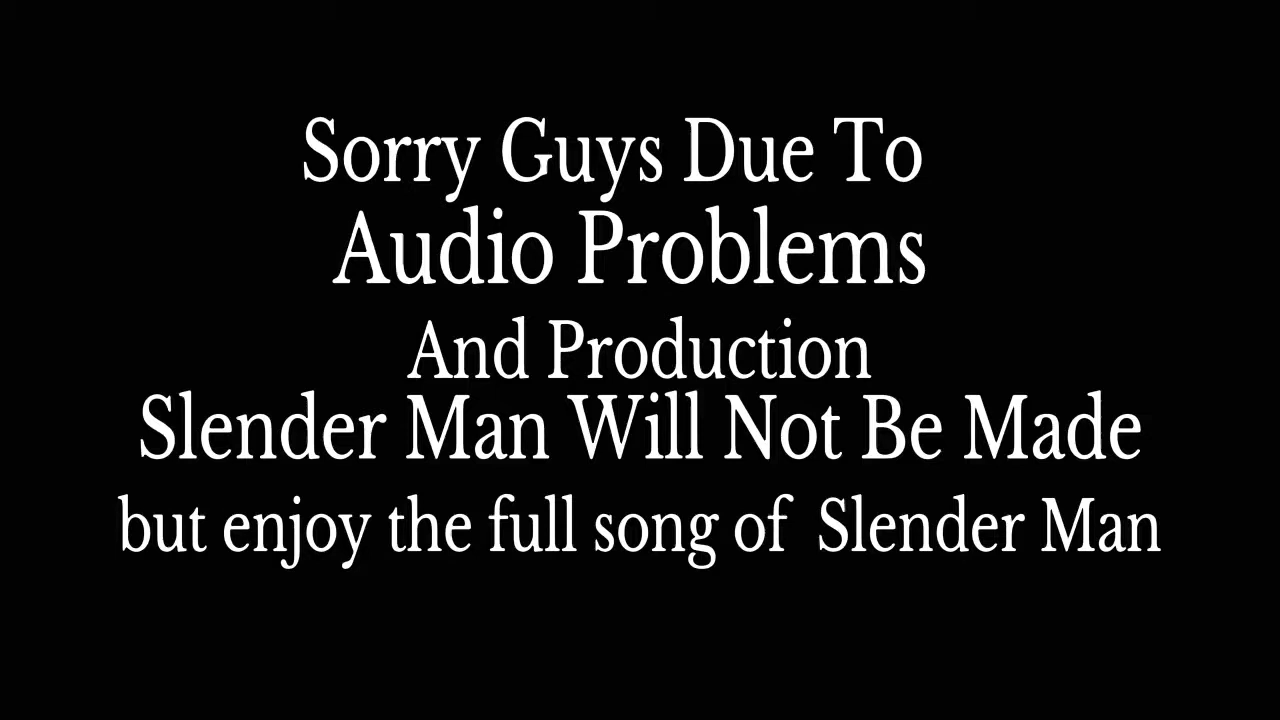 Sorry Guys Due To
Audio Problems
And Production
Slender Man Will Not Be Made
but enjoy the full song of Slender Man